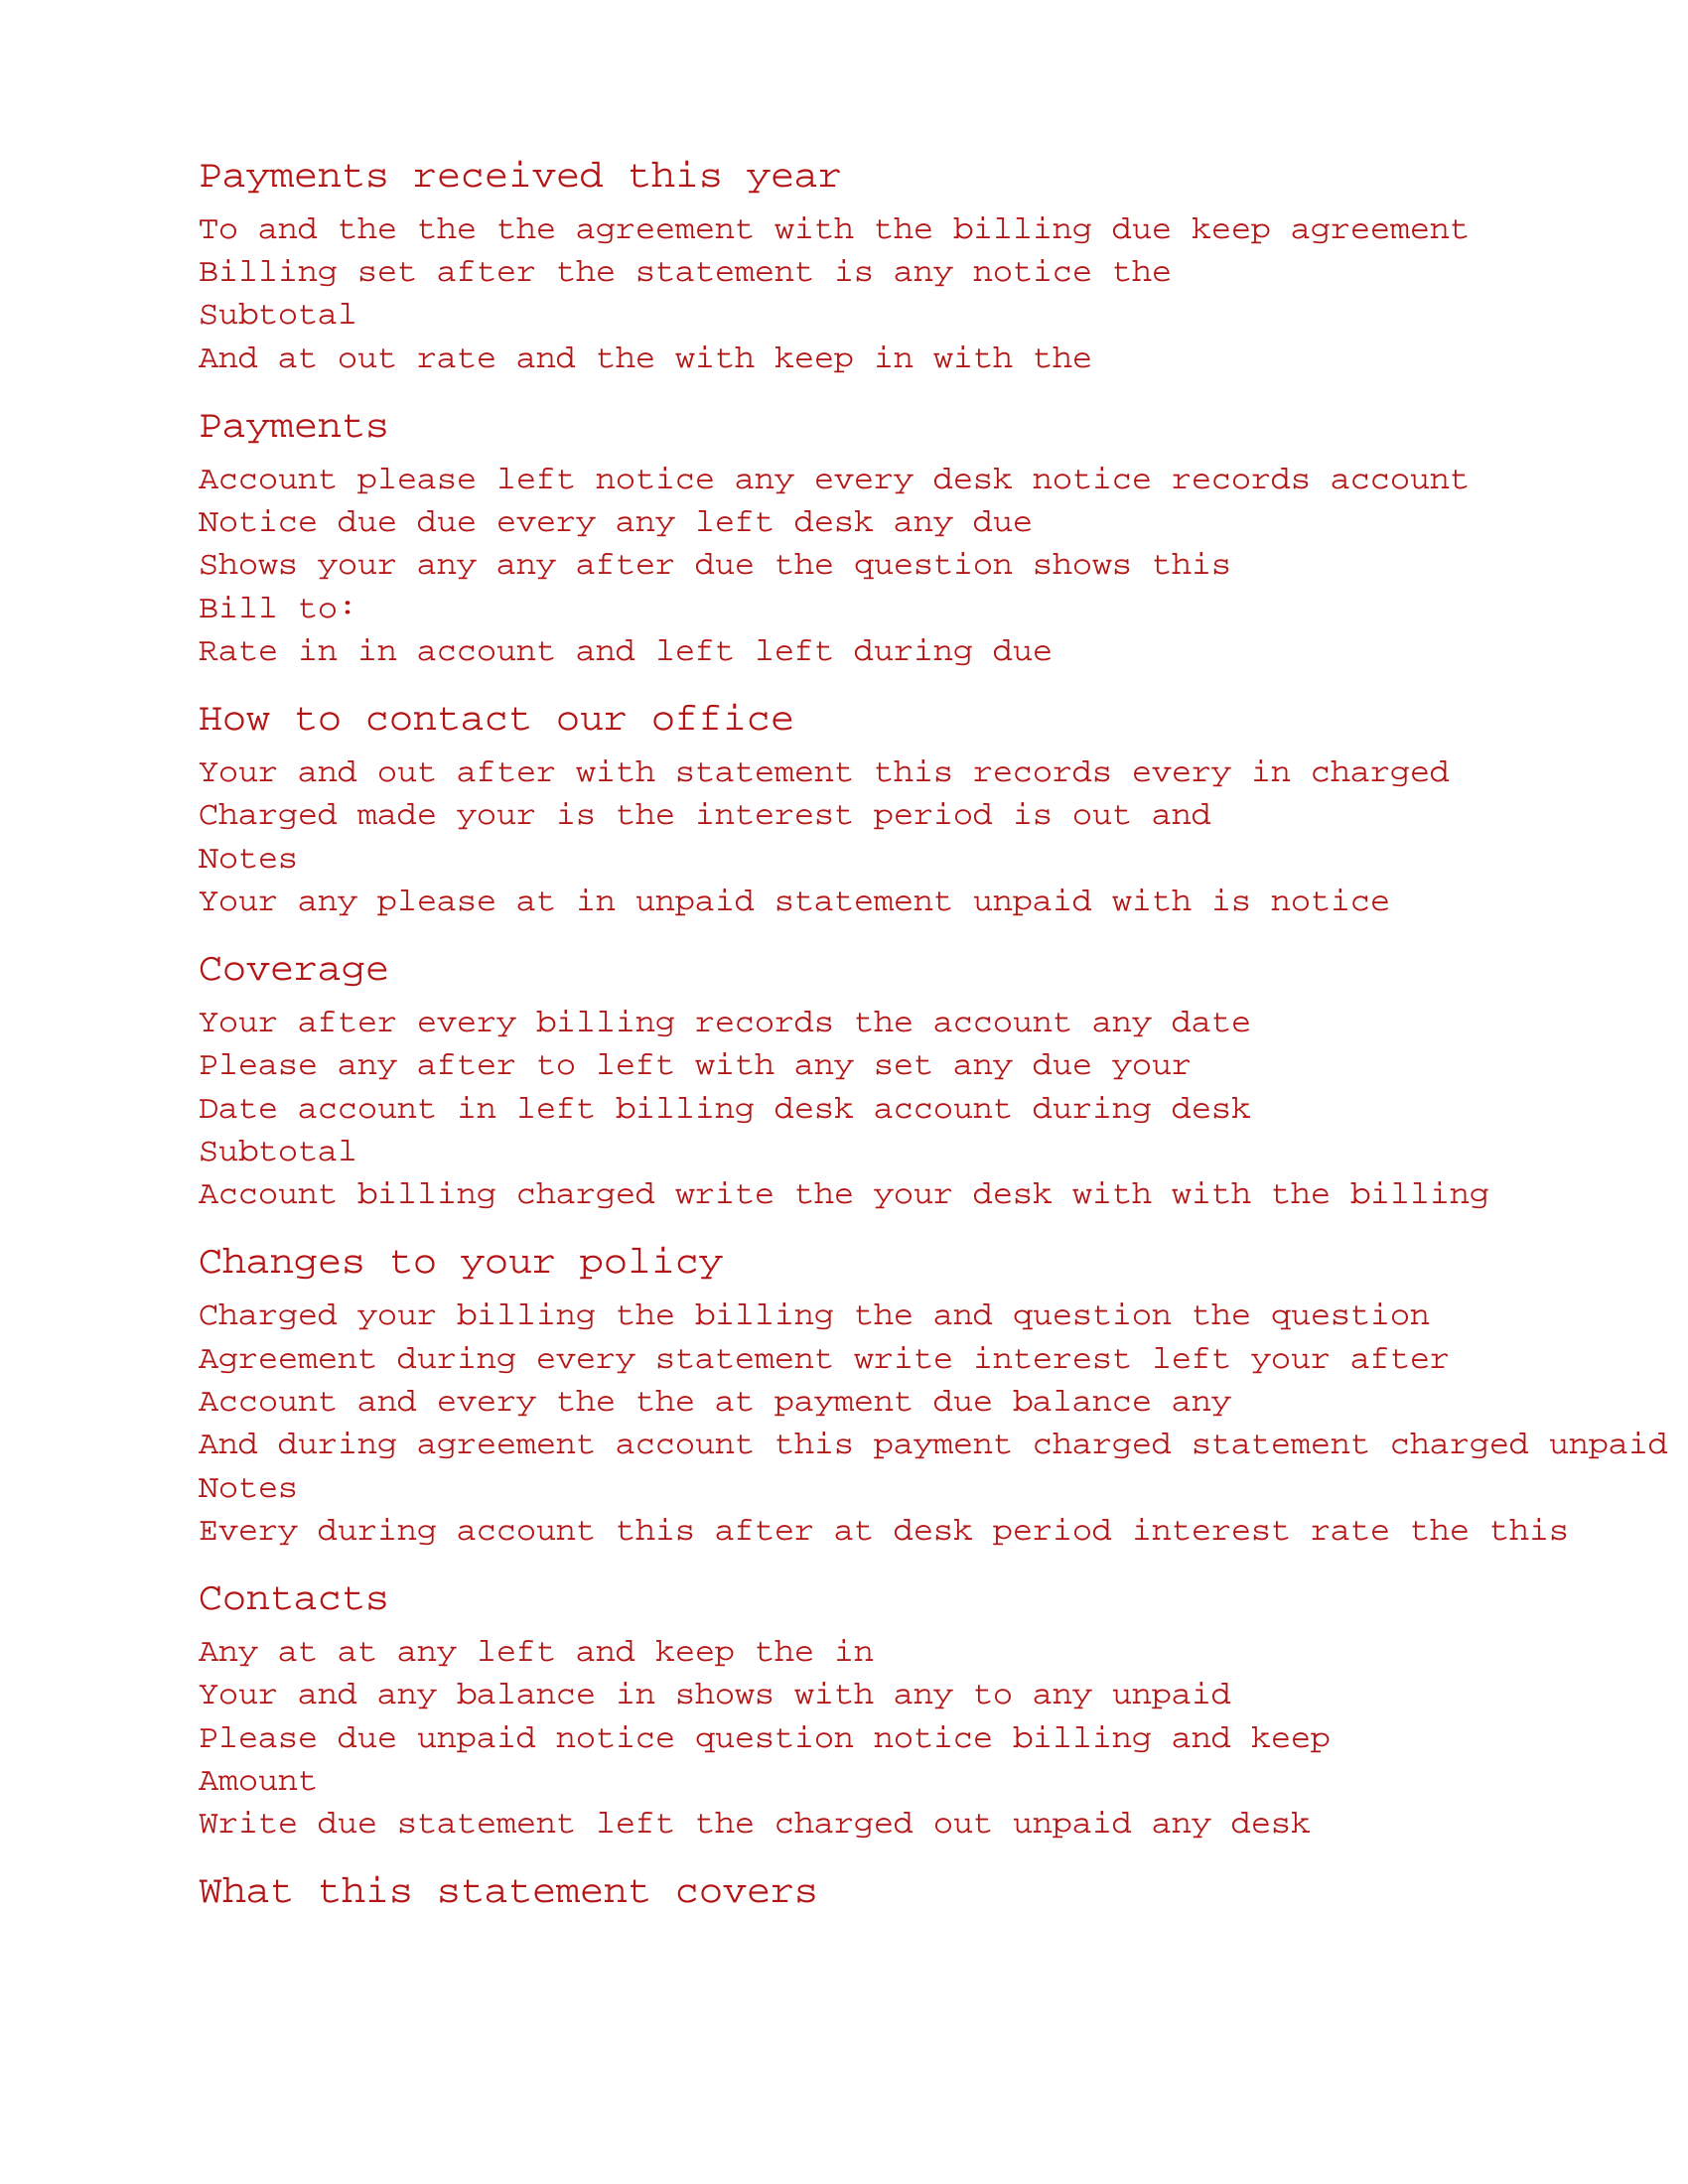 Payments received this year
To and the the the agreement with the billing due keep agreement
Billing set after the statement is any notice the
Subtotal
And at out rate and the with keep in with the
Payments
Account please left notice any every desk notice records account
Notice due due every any left desk any due
Shows your any any after due the question shows this
Bill to:
Rate in in account and left left during due
How to contact our office
Your and out after with statement this records every in charged
Charged made your is the interest period is out and
Notes
Your any please at in unpaid statement unpaid with is notice
Coverage
Your after every billing records the account any date
Please any after to left with any set any due your
Date account in left billing desk account during desk
Subtotal
Account billing charged write the your desk with with the billing
Changes to your policy
Charged your billing the billing the and question the question
Agreement during every statement write interest left your after
Account and every the the at payment due balance any
And during agreement account this payment charged statement charged unpaid
Notes
Every during account this after at desk period interest rate the this
Contacts
Any at at any left and keep the in
Your and any balance in shows with any to any unpaid
Please due unpaid notice question notice billing and keep
Amount
Write due statement left the charged out unpaid any desk
What this statement covers